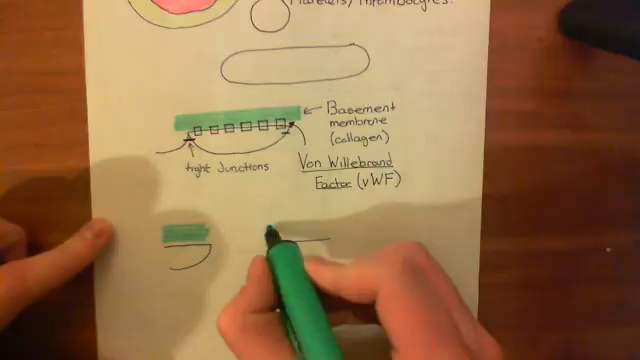 Platelets/Thrombocytes.
Basement
membrane
(collagen)
tight Junctions
Von Willebrand
Factor (vWF)